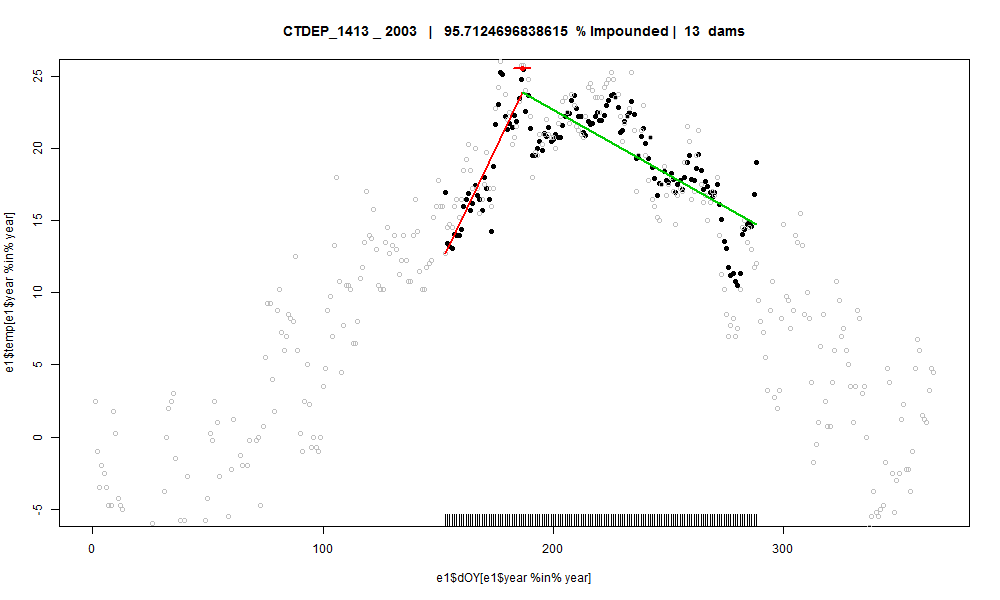 CTDEP_1413 _ 2003 | 95.7124696838615 % Impounded | 13 dams
25
20
15
10
5
0
-5
e1$temp[e1$year %in% year]
0 100 200 300
e1$dOY[e1$year %in% year]